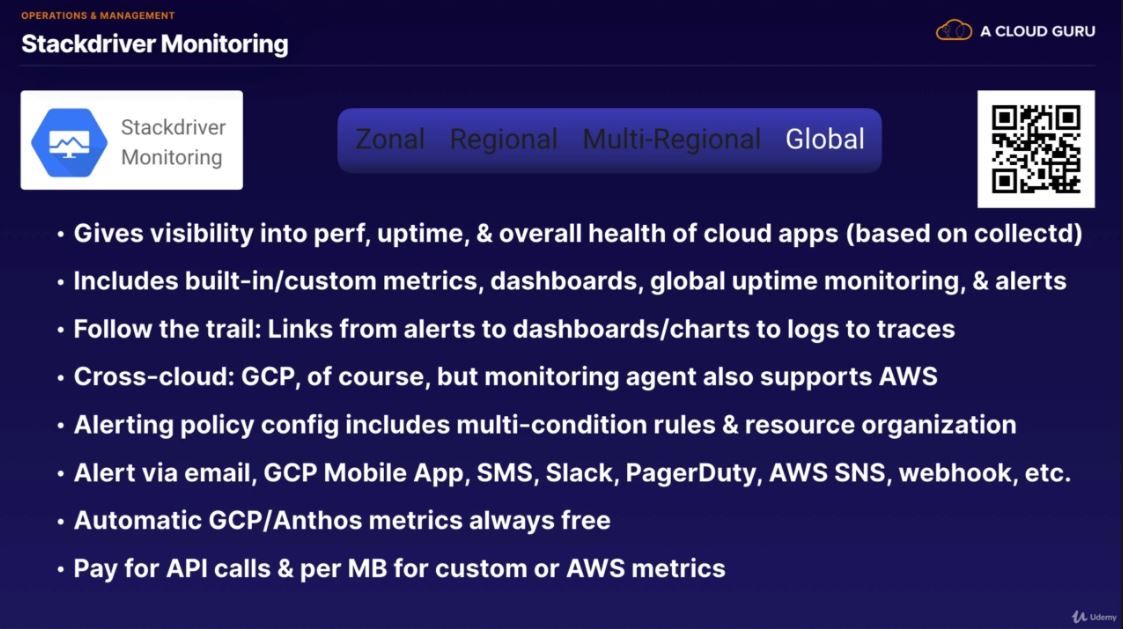 OPERATIONS & MANAGEMENT
Stackdriver Monitoring
A CLOUD GURU
Stackdriver
Monitoring
Zonal Regional Multi-Regional Global
• Gives visibility into perf, uptime, & overall health of cloud apps (based on collectd)
• Includes built-in/custom metrics, dashboards, global uptime monitoring, & alerts
• Follow the trail: Links from alerts to dashboards/charts to logs to traces
• Cross-cloud: GCP, of course, but monitoring agent also supports AWS
• Alerting policy config includes multi-condition rules & resource organization
• Alert via email, GCP Mobile App, SMS, Slack, PagerDuty, AWS SNS, webhook, etc.
• Automatic GCP/Anthos metrics always free
• Pay for API calls & per MB for custom or AWS metrics
Udemy